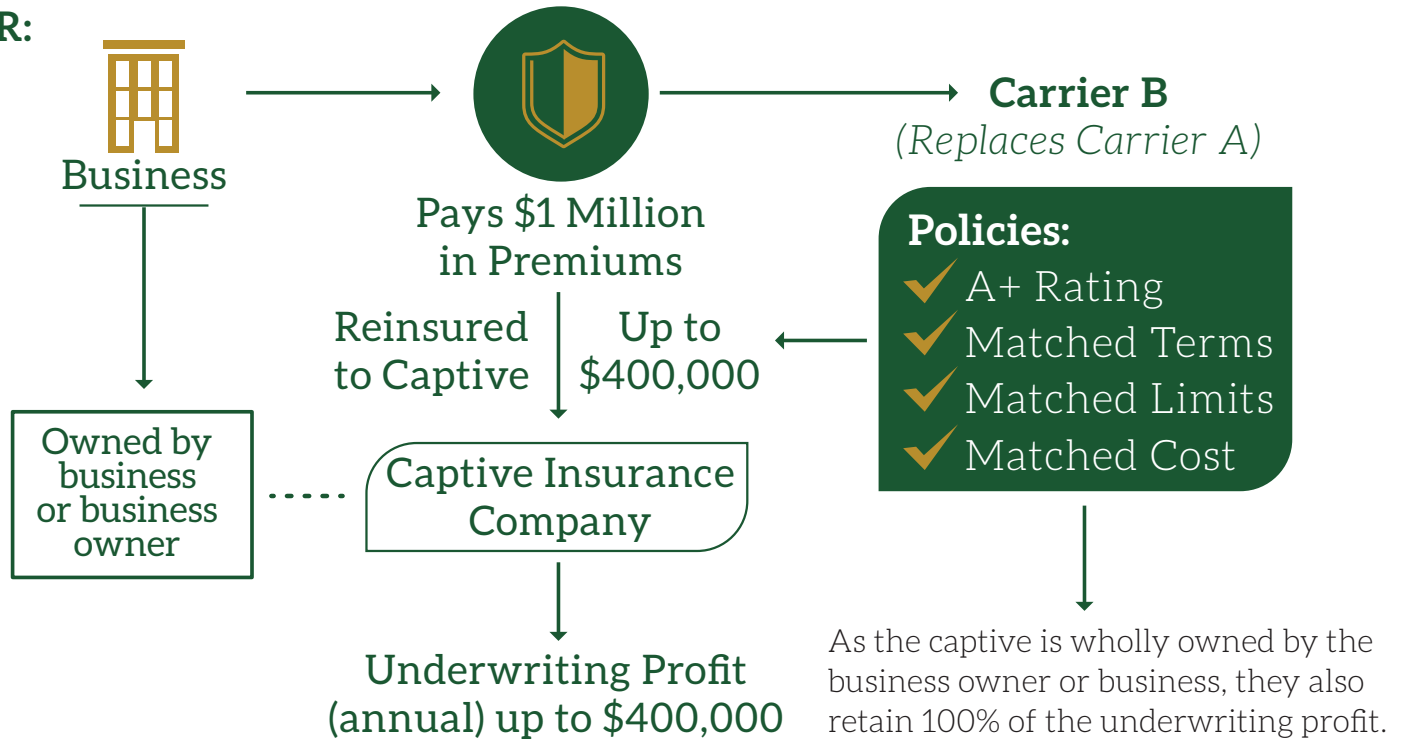 R:
Business
Pays $1 Million
in Premiums
Carrier B
(Replaces Carrier A)
Policies:
A+ Rating
Matched Terms
Matched Limits
Matched Cost
Reinsured
to Captive
Up to
$400,000
Owned by
business
or business
owner
Captive Insurance
Company
Underwriting Profit
(annual) up to $400,000
As the captive is wholly owned by the
business owner or business, they also
retain 100% of the underwriting profit.